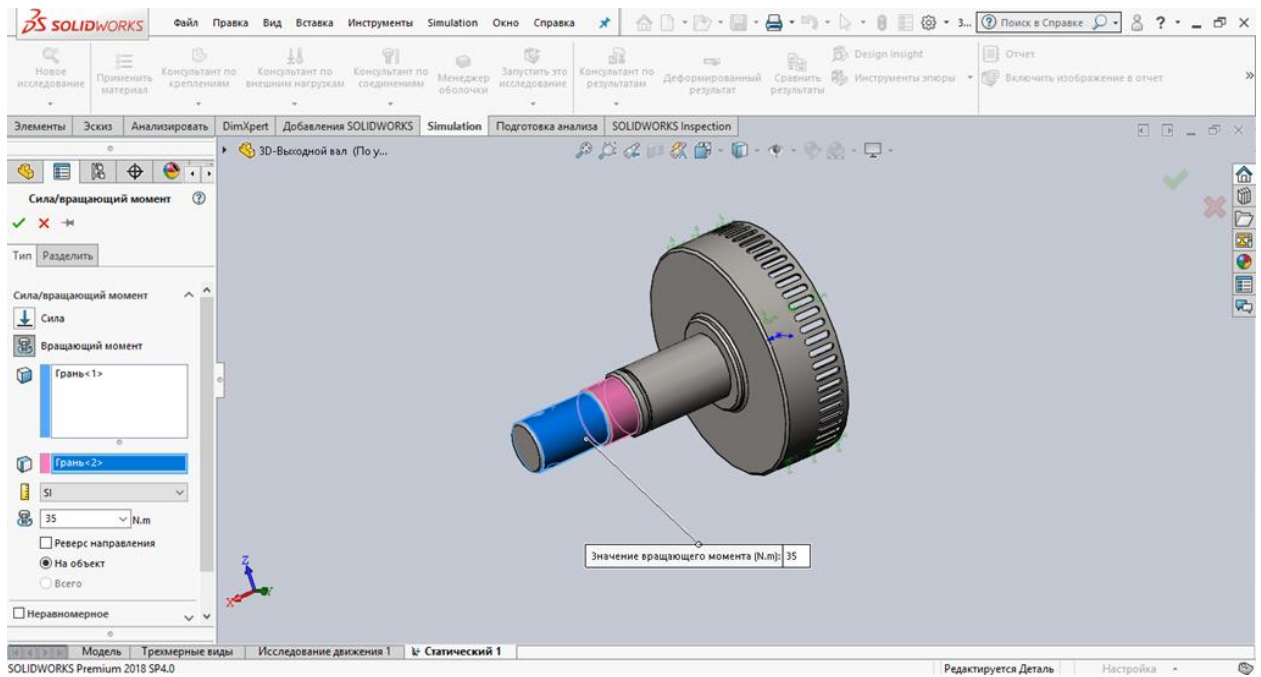 SOLIDWORKS Файл Правка Вид Вставка Инструменты Simulation Окно Справка 3... Поиск в Справке
Новое исследование
Применить материал
Консультант по креплениям
Консультант по внешним нагрузкам
Консультант по соединениям
Менеджер оболочки
Запустить это исследование
Консультант по результатам
Деформированный результат
Сравнить результаты
Design Insight
Инструменты эпюры
Отчет
Включить изображение в отчет
Элементы Эскиз Анализировать DimXpert Добавления SOLIDWORKS Simulation Подготовка анализа SOLIDWORKS Inspection
3D-Выходной вал (По у...
Сила/вращающий момент
Тип Разделить
Сила/вращающий момент
Сила
Вращающий момент
Грань<1>
Грань<2>
SI
35 N.m
Реверс направления
На объект
Всего
Неравномерное
Значение вращающего момента (N.m): 35
Z
X
Y
Модель Трехмерные виды Исследование движения 1 Статический 1
SOLIDWORKS Premium 2018 SP4.0 Редактируется Деталь Настройка